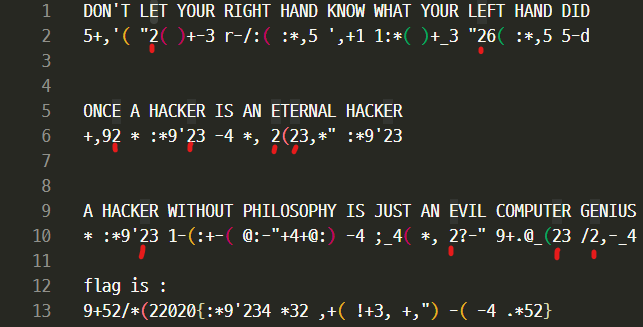 1 DON'T LET YOUR RIGHT HAND KNOW WHAT YOUR LEFT HAND DID
2 5+,'( "2( )+-3 r-/:( :*,5 ',+1 1:*( )+_3 "26( :*,5 5-d
3
4
5 ONCE A HACKER IS AN ETERNAL HACKER
6 +,92 * :*9'23 -4 *, 2(23,*" :*9'23
7
8
9 A HACKER WITHOUT PHILOSOPHY IS JUST AN EVIL COMPUTER GENIUS
10 * :*9'23 1-(:+-( @:-"+4+@:) -4 ;_4( *, 2?-" 9+.@_(23 /2,-_4
11
12 flag is :
13 9+52/*(22020{:*9'234 *32 ,+( !+3, +,") -( -4 .*52}